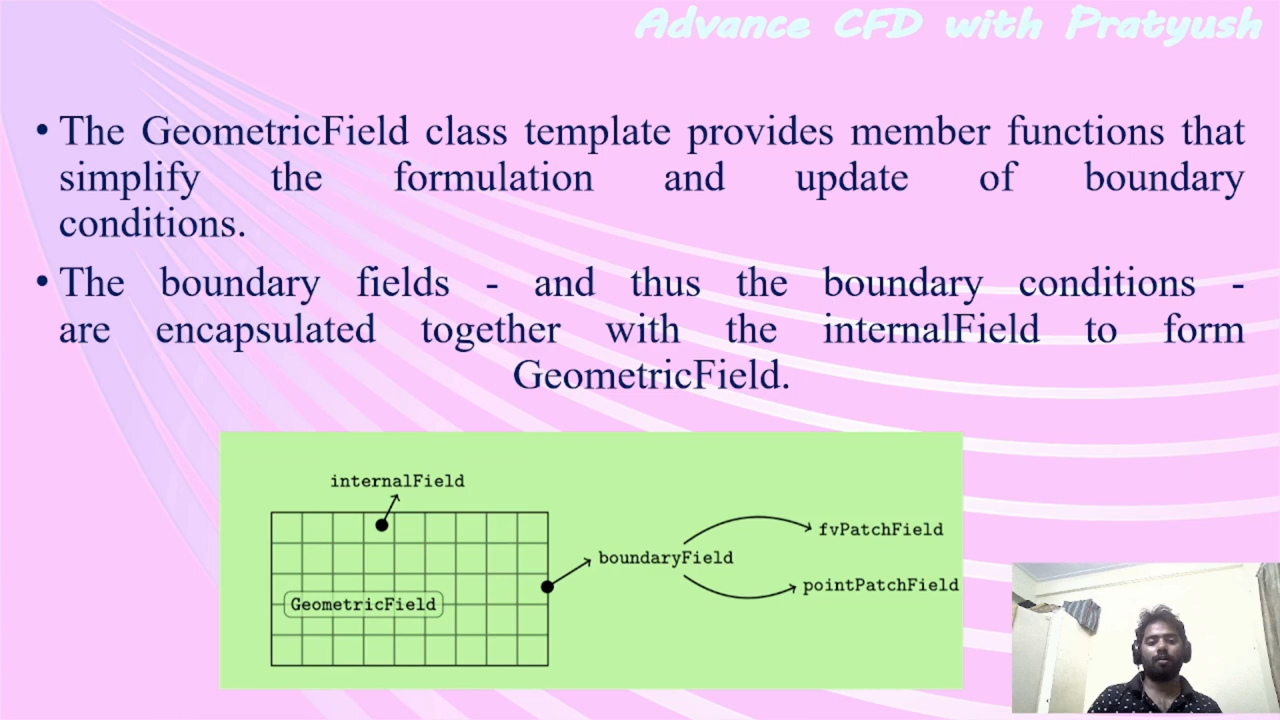 Advance CFD with Pratyush
• The GeometricField class template provides member functions that
simplify the formulation and update of boundary
conditions.
• The boundary fields - and thus the boundary conditions -
are encapsulated together with the internalField to form
GeometricField.
internalField
fvPatchField
boundaryField
pointPatchField
GeometricField